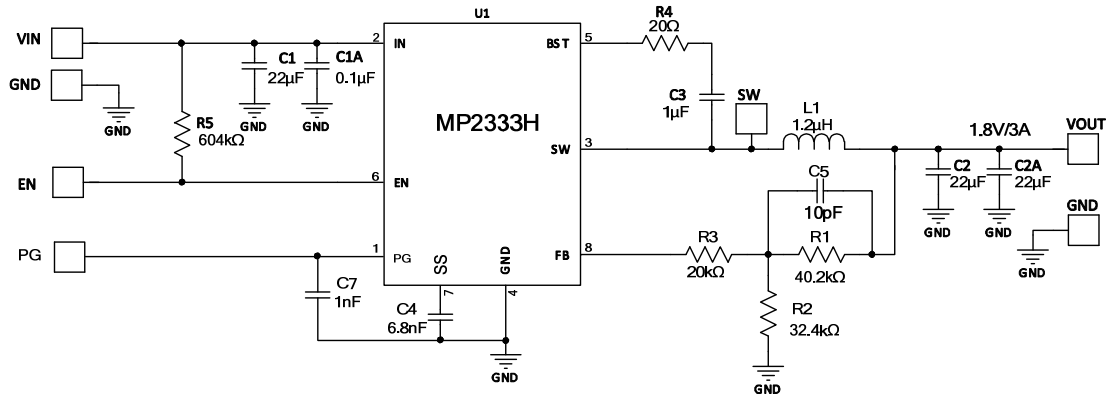 U1
R4
20Ω
VIN
2
IN
BST
5
C1
22µF
C1A
0.1µF
GND
GND
GND
GND
C3
1µF
SW
L1
1.2µH
R5
604kΩ
MP2333H
1.8V/3A
VOUT
SW
3
C2
22µF
C2A
22µF
C5
10pF
EN
6
EN
GND
GND
GND
GND
PG
1
PG
SS
GND
FB
8
R3
20kΩ
R1
40.2kΩ
C7
1nF
7
4
C4
6.8nF
R2
32.4kΩ
GND
GND